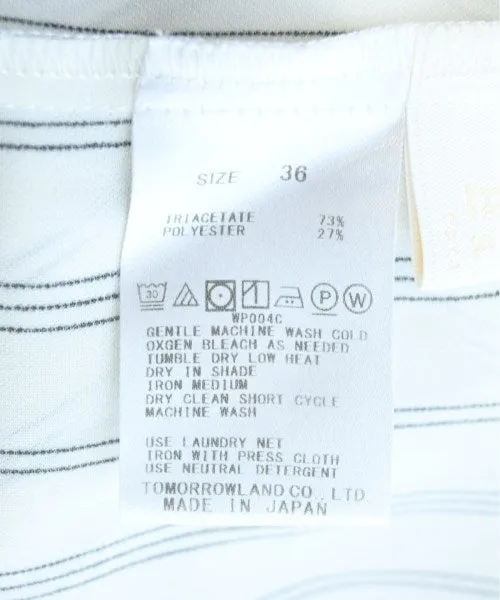 SIZE 36
TRIACETATE 73%
POLYESTER 27%
30 P W
WP004C
GENTLE MACHINE WASH COLD
OXGEN BLEACH AS NEEDED
TUMBLE DRY LOW HEAT
DRY IN SHADE
IRON MEDIUM
DRY CLEAN SHORT CYCLE
MACHINE WASH
USE LAUNDRY NET
IRON WITH PRESS CLOTH
USE NEUTRAL DETERGENT
TOMORROWLAND CO., LTD
MADE IN JAPAN